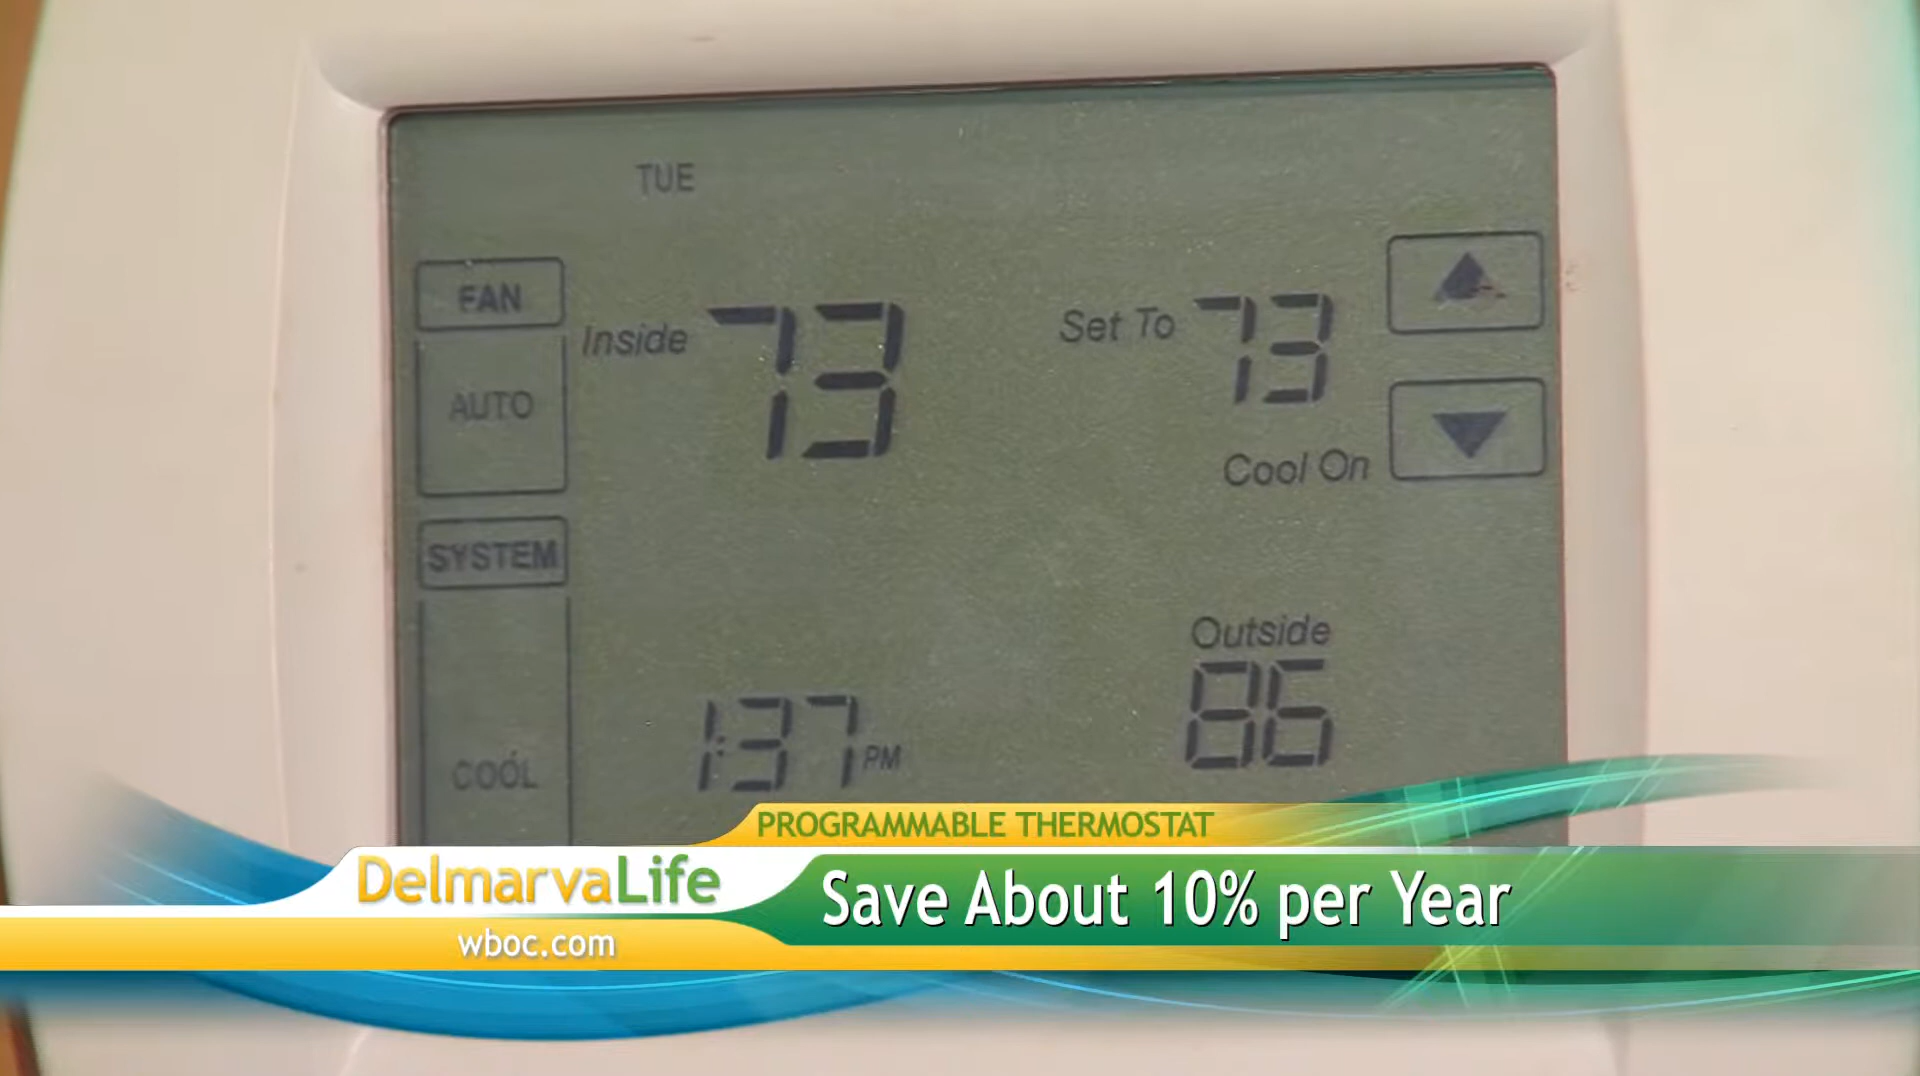 TUE
FAN
AUTO
Inside 73
Set To 73
Cool On
SYSTEM
COOL
1:37 PM
Outside
86
PROGRAMMABLE THERMOSTAT
DelmarvaLife
Save About 10% per Year
wboc.com